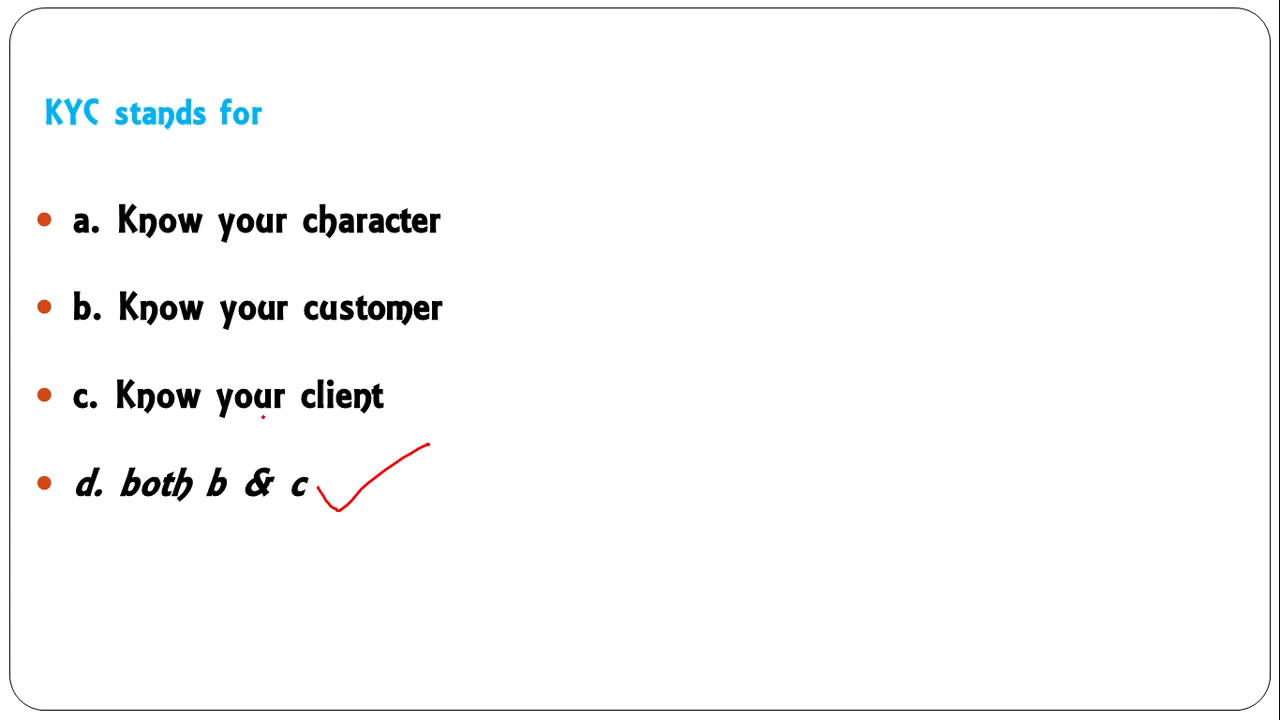 KYC stands for
• a. Know your character
• b. Know your customer
• c. Know your client
• d. both b & c